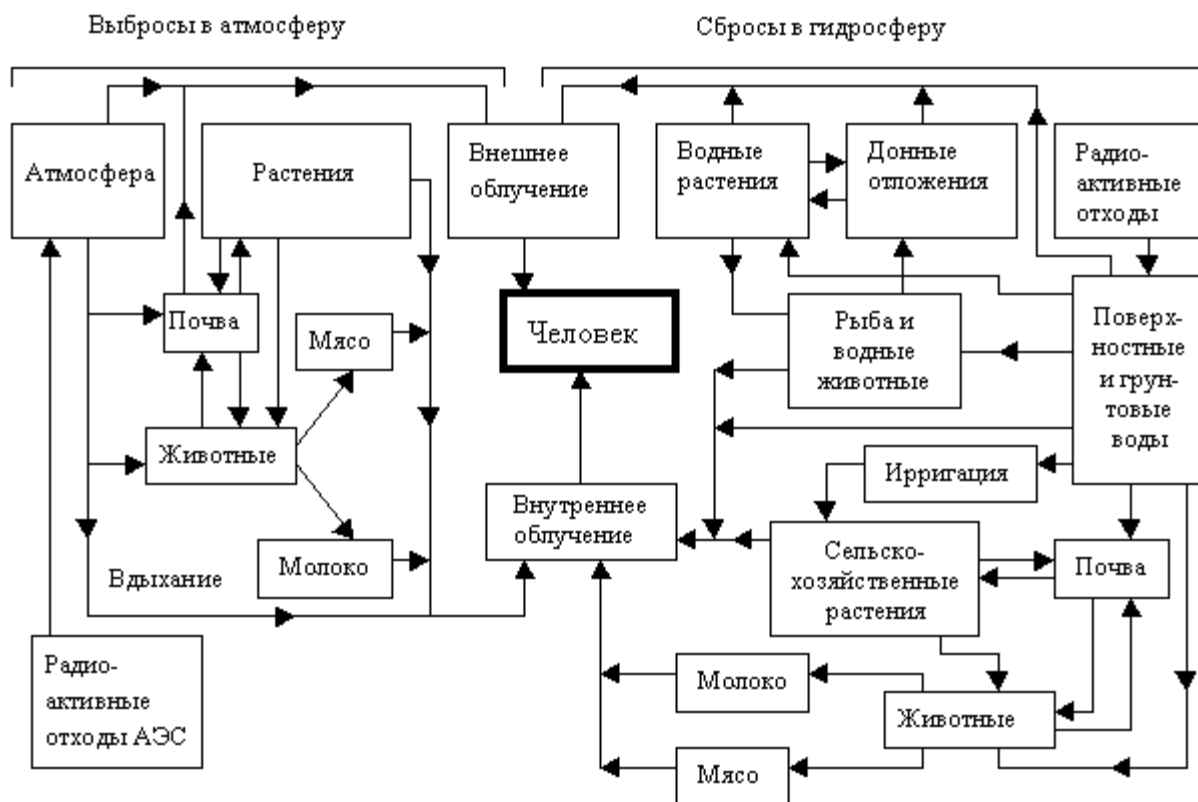 Выбросы в атмосферу
Сбросы в гидросферу
Атмосфера
Растения
Внешнее
облучение
Водные
растения
Донные
отложения
Радио-
активные
отходы
Почва
Мясо
Человек
Рыба и
водные
животные
Поверх-
ностные
и грун-
товые
воды
Животные
Ирригация
Внутреннее
облучение
Молоко
Вдыхание
Сельско-
хозяйственные
растения
Почва
Радио-
активные
отходы АЭС
Молоко
Животные
Мясо